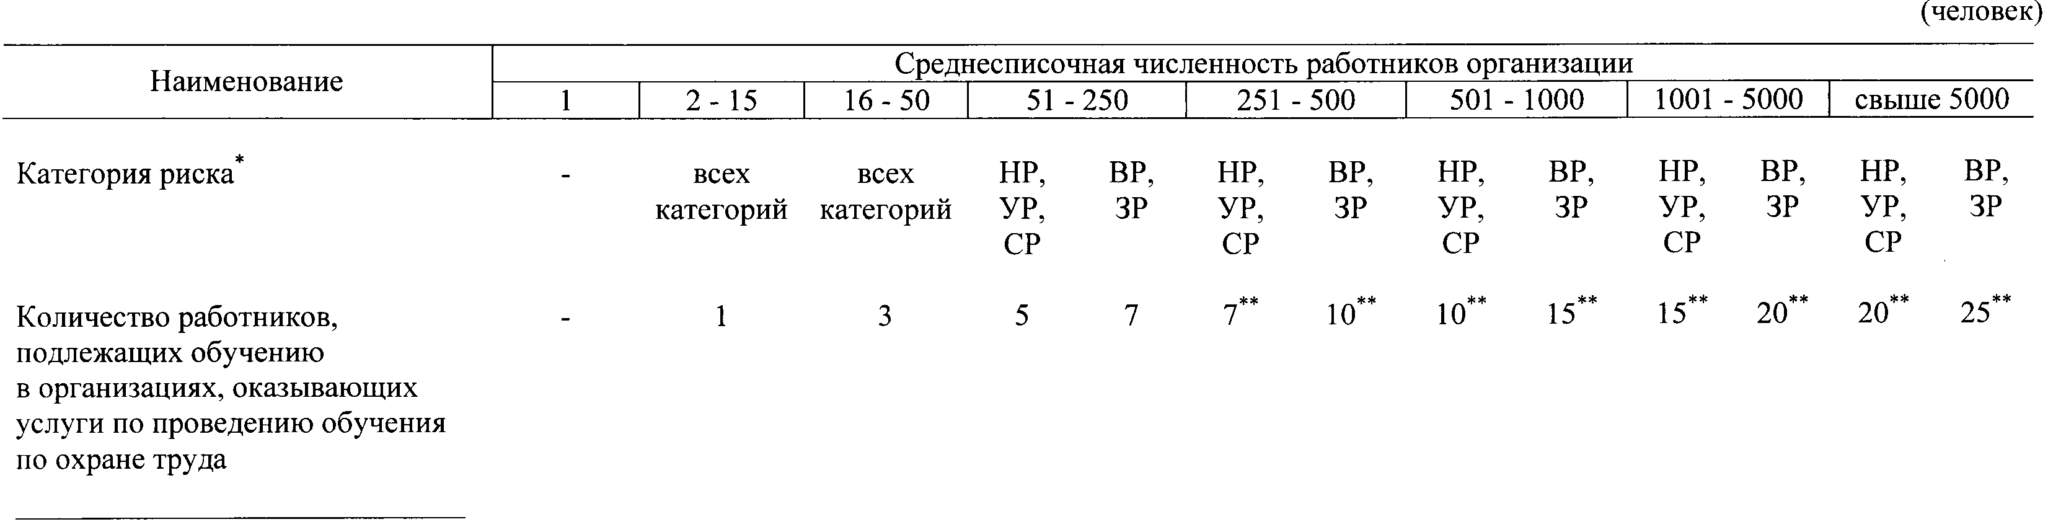 (человек)
Наименование
Среднесписочная численность работников организации
1 2 - 15 16 - 50 51 - 250 251 - 500 501 - 1000 1001 - 5000 свыше 5000
Категория риска* - всех всех НР, ВР, НР, ВР, НР, ВР, НР, ВР, НР, ВР,
категорий категорий УР, ЗР УР, ЗР УР, ЗР УР, ЗР УР, ЗР
СР СР СР СР СР
Количество работников, - 1 3 5 7 7** 10** 10** 15** 15** 20** 20** 25**
подлежащих обучению
в организациях, оказывающих
услуги по проведению обучения
по охране труда